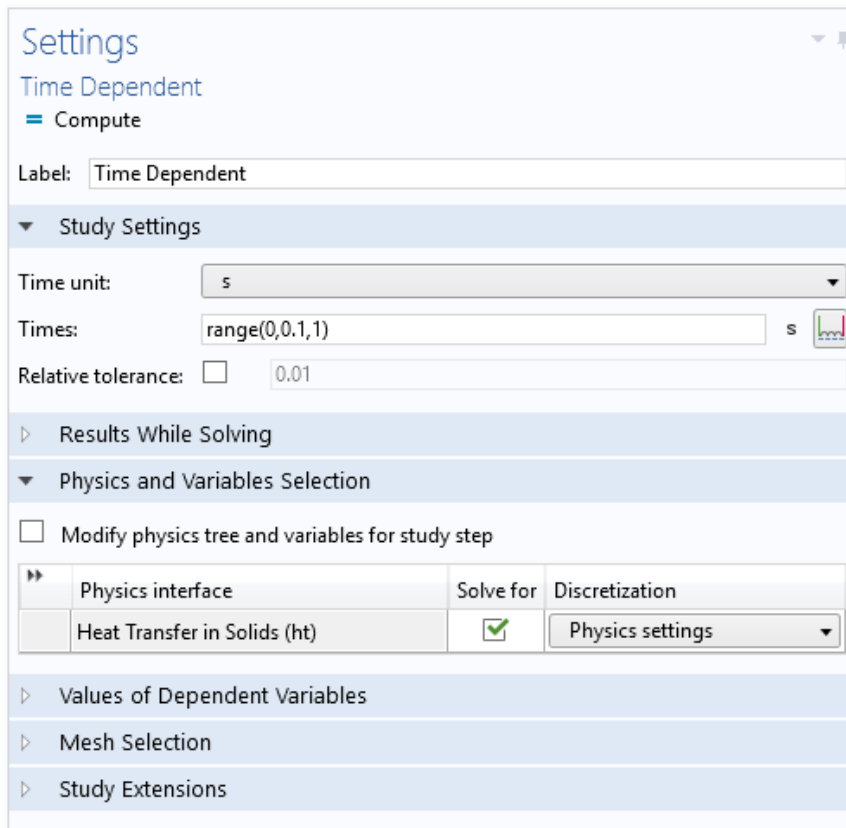 Settings
Time Dependent
= Compute
Label: Time Dependent
Study Settings
Time unit: s
Times: range(0,0.1,1) s
Relative tolerance: 0.01
Results While Solving
Physics and Variables Selection
Modify physics tree and variables for study step
Physics interface Solve for Discretization
Heat Transfer in Solids (ht) Physics settings
Values of Dependent Variables
Mesh Selection
Study Extensions